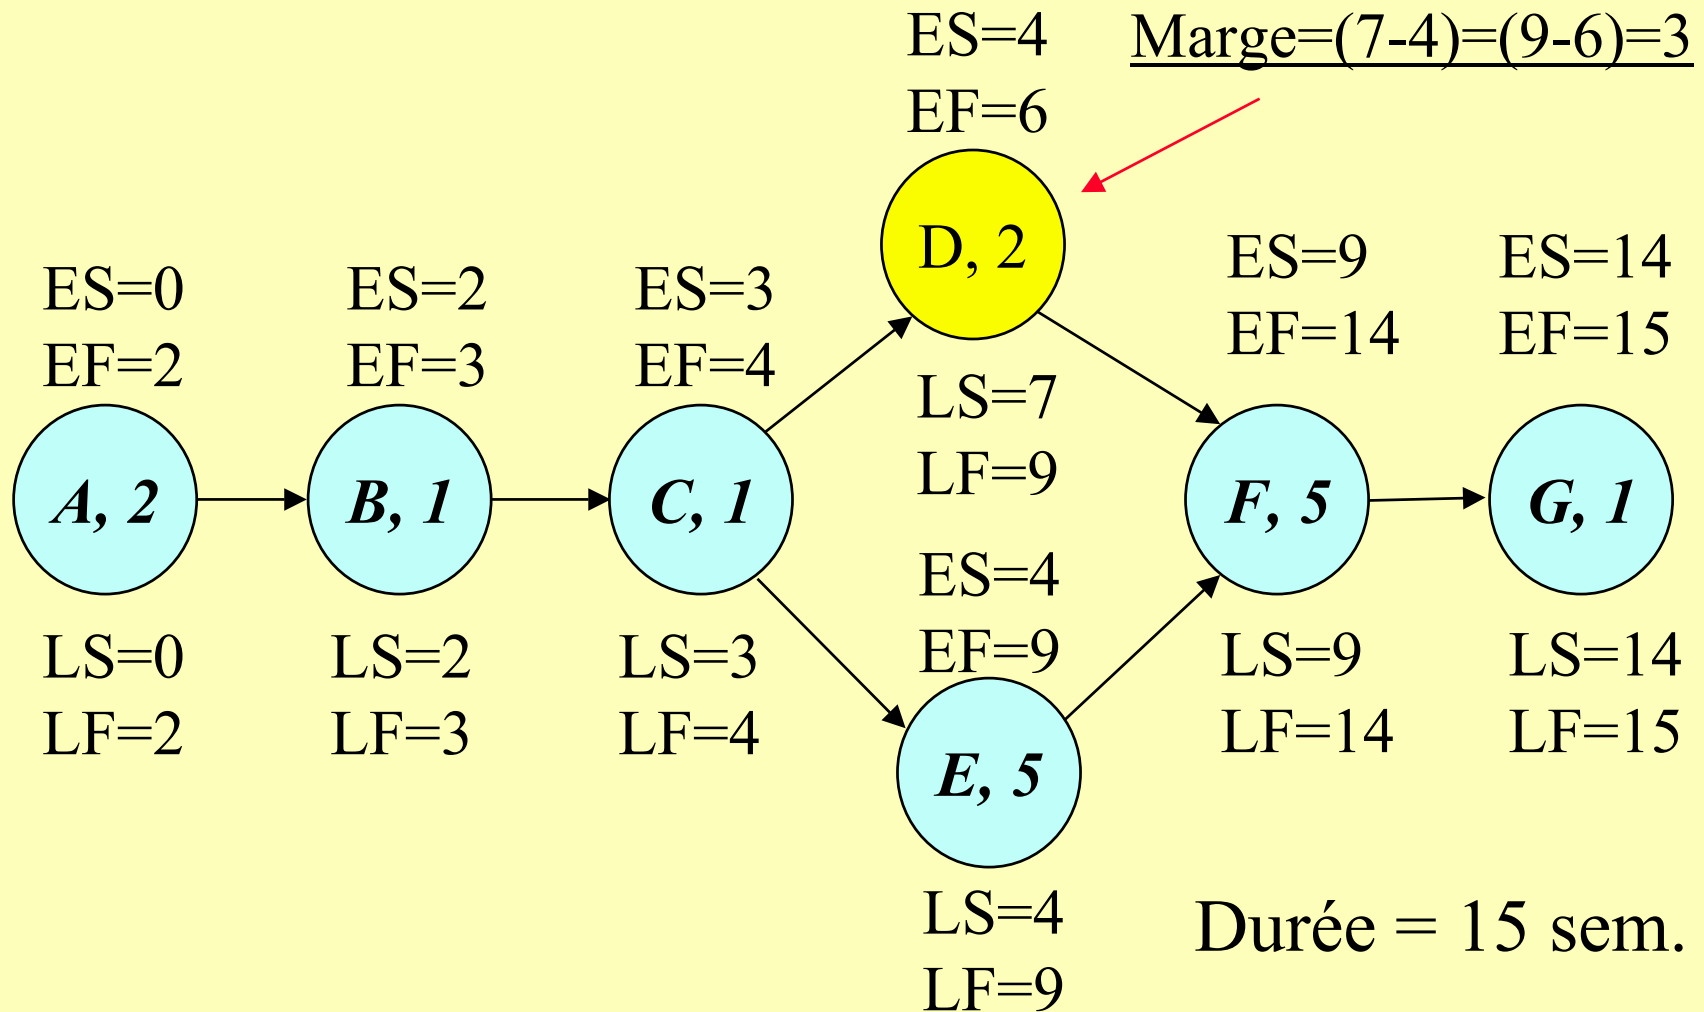 ES=4
EF=6
Marge=(7-4)=(9-6)=3
D, 2
LS=7
LF=9
ES=0
EF=2
A, 2
LS=0
LF=2
ES=2
EF=3
B, 1
LS=2
LF=3
ES=3
EF=4
C, 1
LS=3
LF=4
ES=4
EF=9
E, 5
LS=4
LF=9
ES=9
EF=14
F, 5
LS=9
LF=14
ES=14
EF=15
G, 1
LS=14
LF=15
Durée = 15 sem.